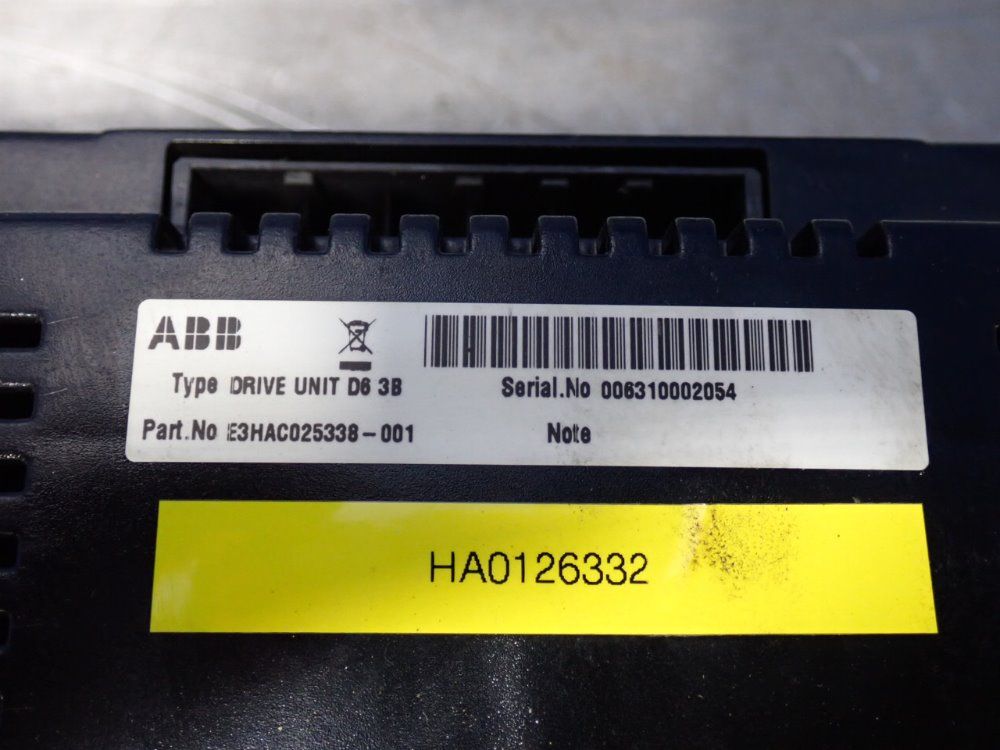 ABB
Type DRIVE UNIT D6 3B
Serial.No 006310002054
Part.No E3HAC025338-001
Note
HA0126332